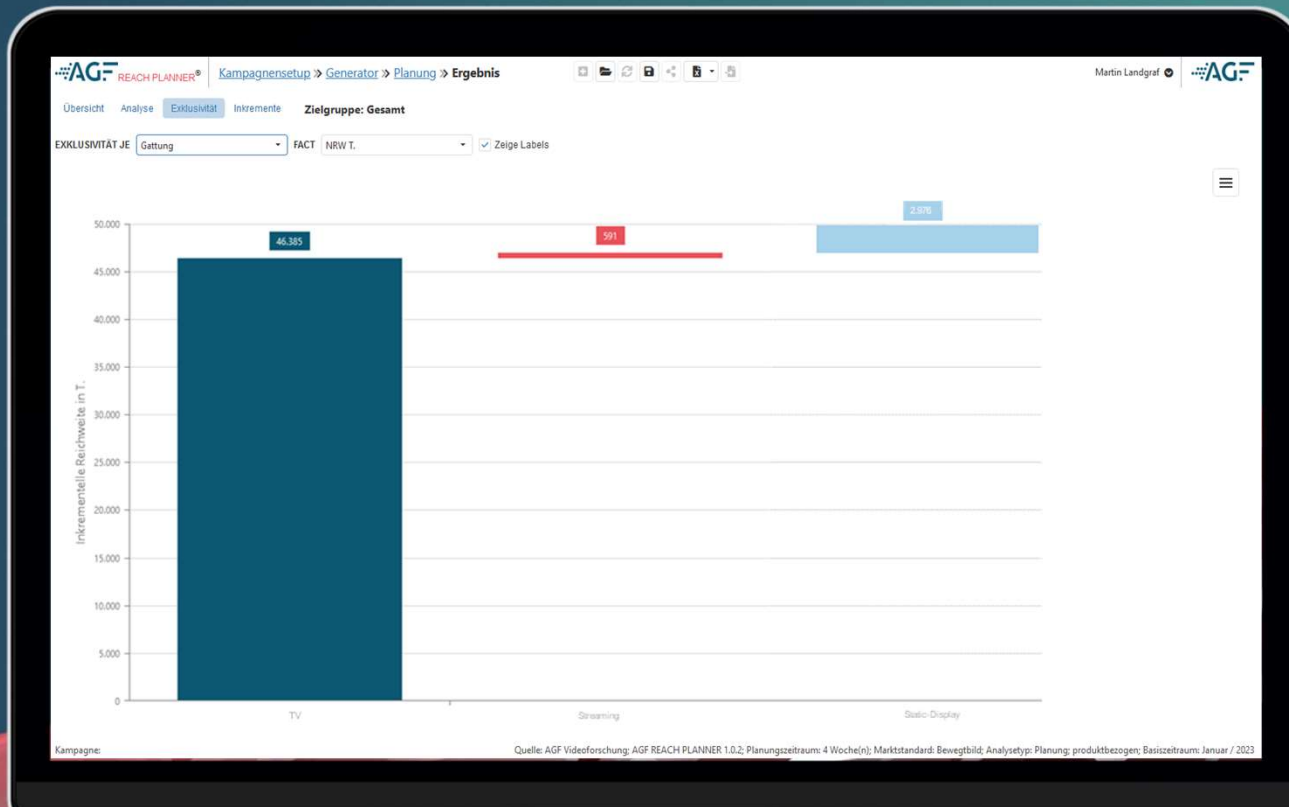 AGF REACH PLANNER® Kampagnensetup » Generator » Planung » Ergebnis Martin Landgraf AGF
Übersicht Analyse Exklusivität Inkremente Zielgruppe: Gesamt
EXKLUSIVITÄT JE Gattung FACT NRW T. Zeige Labels
Inkrementelle Reichweite in T.
2.976
50.000
46.385
591
45.000
40.000
35.000
30.000
25.000
20.000
15.000
10.000
5.000
0
TV Streaming Static-Display
Kampagne: Quelle: AGF Videoforschung; AGF REACH PLANNER 1.0.2; Planungszeitraum: 4 Woche(n); Marktstandard: Bewegtbild; Analysetyp: Planung; produktbezogen; Basiszeitraum: Januar / 2023